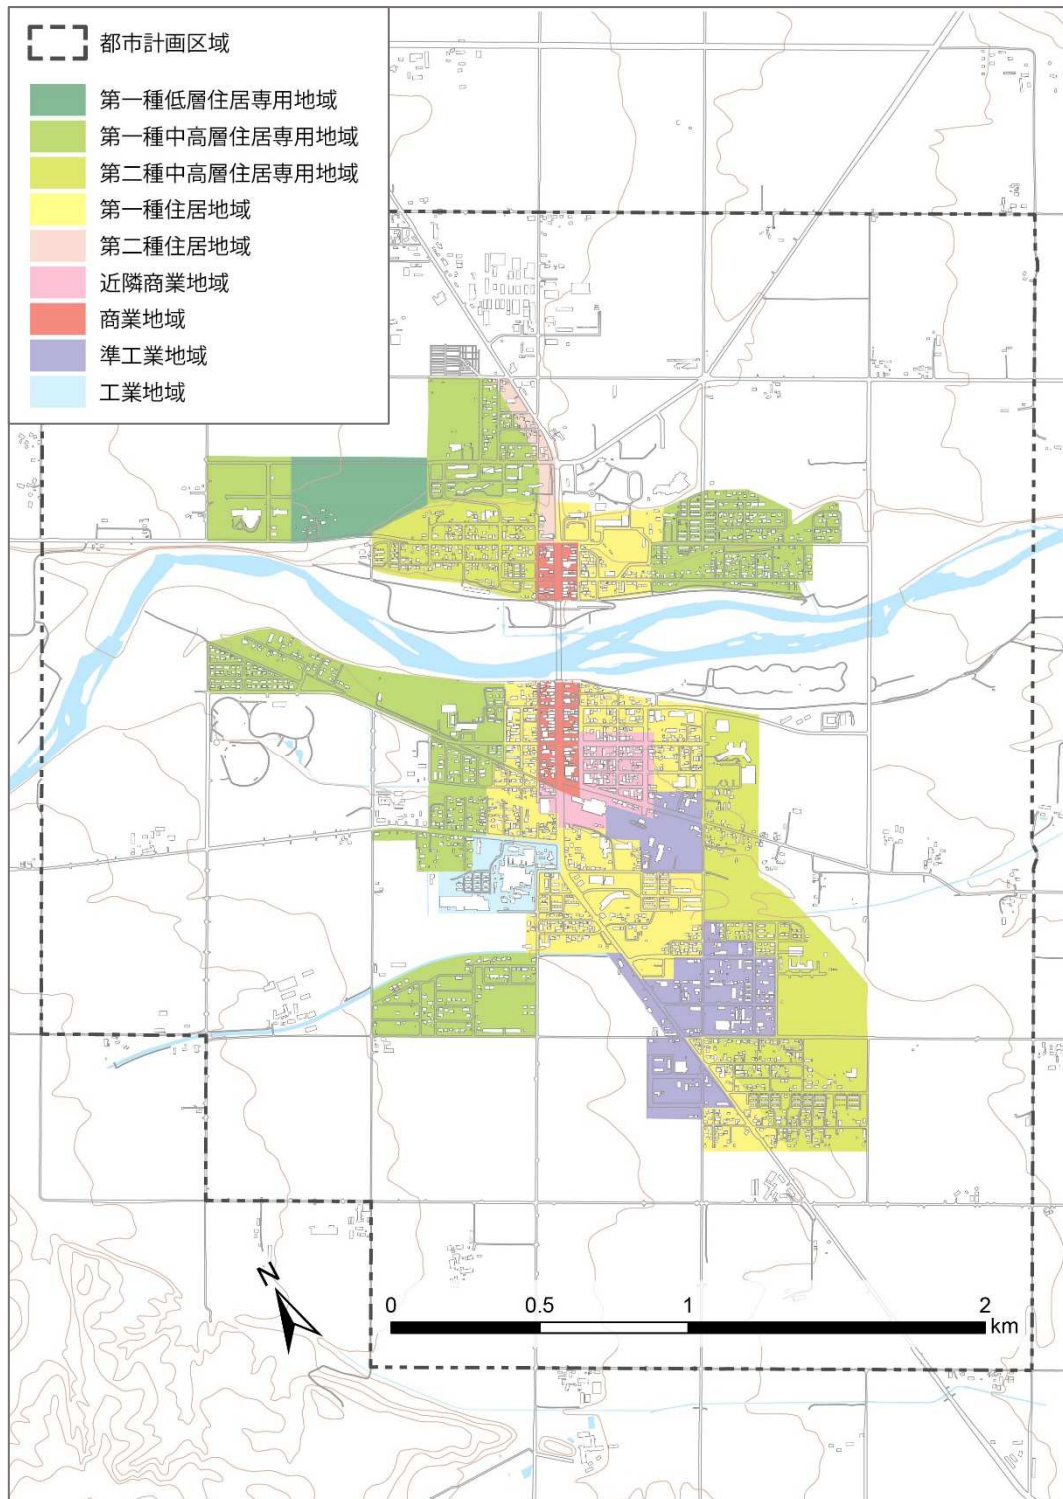 都市計画区域
第一種低層住居専用地域
第一種中高層住居専用地域
第二種中高層住居専用地域
第一種住居地域
第二種住居地域
近隣商業地域
商業地域
準工業地域
工業地域
N
0 0.5 1 2
km